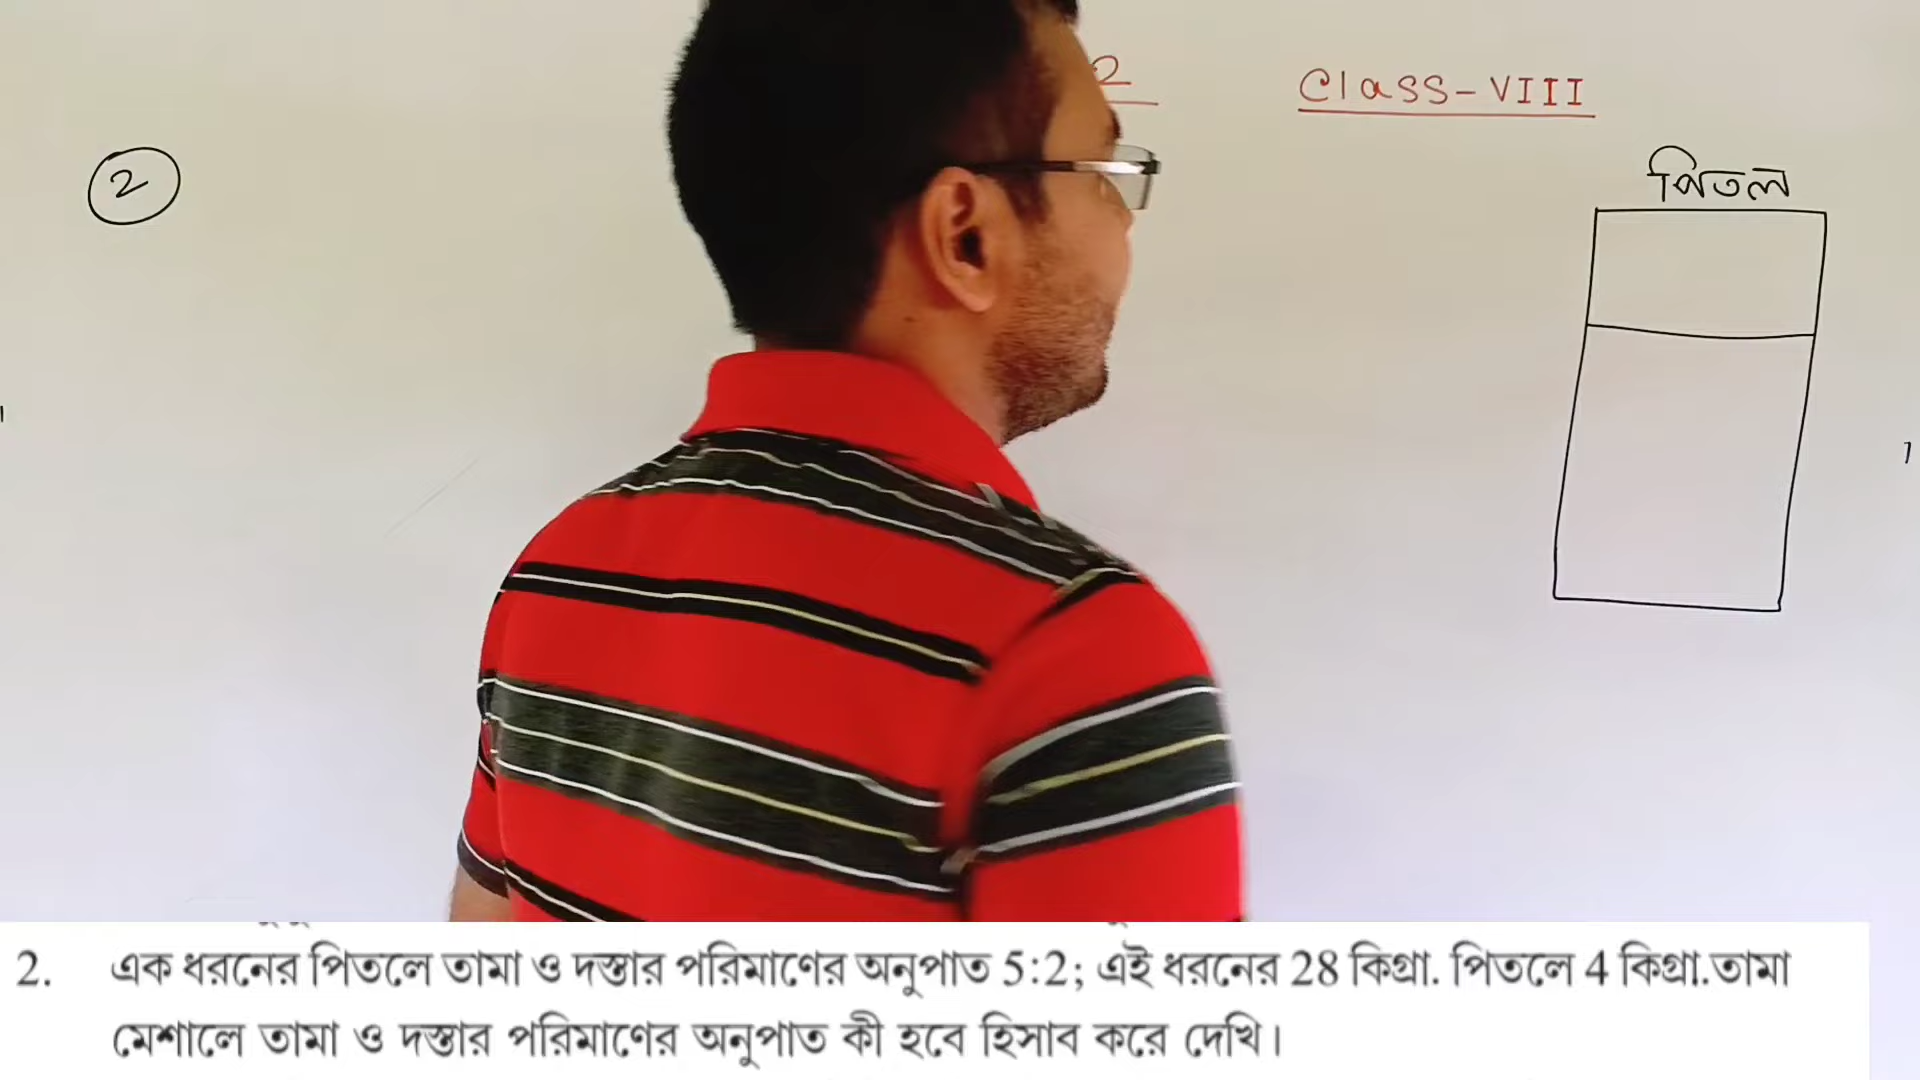 2
Class-VIII
2
পিতল
2. এক ধরনের পিতলে তামা ও দস্তার পরিমাণের অনুপাত 5:2; এই ধরনের 28 কিগ্রা. পিতলে 4 কিগ্রা.তামা
মেশালে তামা ও দস্তার পরিমাণের অনুপাত কী হবে হিসাব করে দেখি।